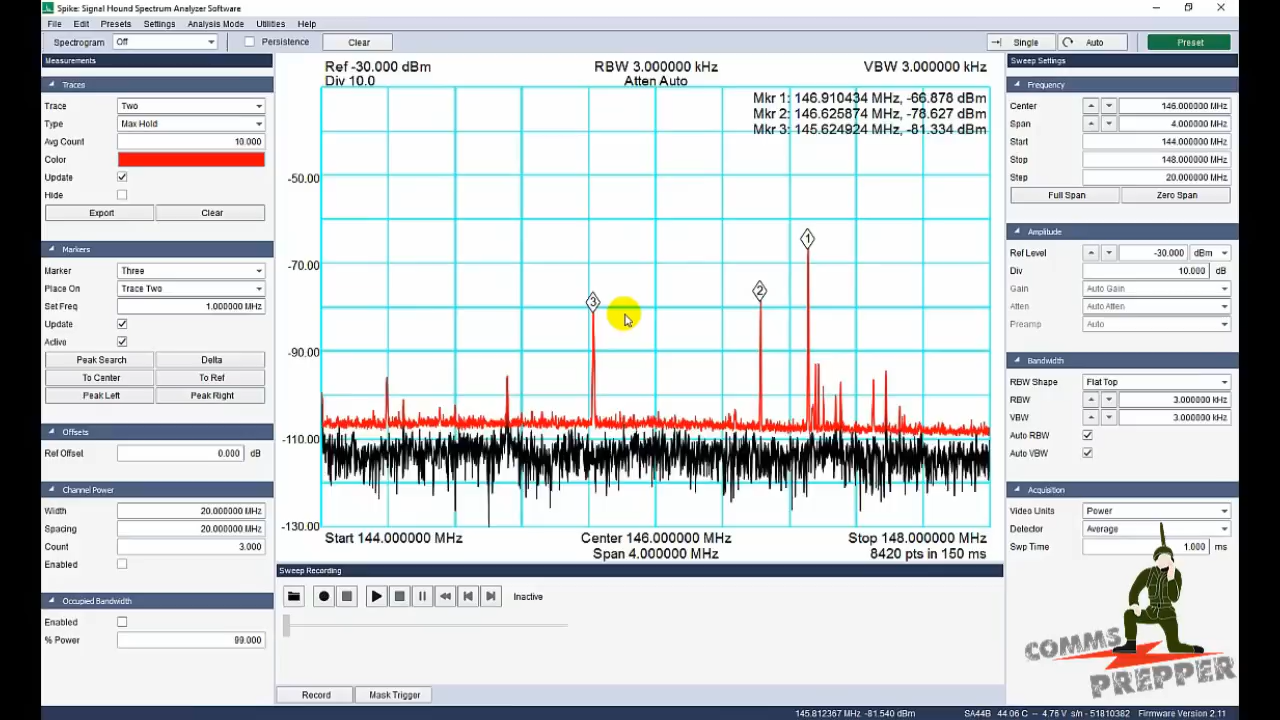 Spike: Signal Hound Spectrum Analyzer Software
File Edit Presets Settings Analysis Mode Utilities Help
Spectrogram Off Persistence Clear Single Auto Preset
Measurements
Traces
Trace Two
Type Max Hold
Avg Count 10.000
Color
Update
Hide
Export Clear
Markers
Marker Three
Place On Trace Two
Set Freq 1.000000 MHz
Update
Active
Peak Search Delta
To Center To Ref
Peak Left Peak Right
Offsets
Ref Offset 0.000 dB
Channel Power
Width 20.000000 MHz
Spacing 20.000000 MHz
Count 3.000
Enabled
Occupied Bandwidth
Enabled
% Power 99.000
Ref -30.000 dBm RBW 3.000000 kHz VBW 3.000000 kHz
Div 10.0 Atten Auto
Mkr 1: 146.910434 MHz, -66.878 dBm
Mkr 2: 146.625874 MHz, -78.627 dBm
Mkr 3: 145.624924 MHz, -81.334 dBm
-50.00
1
-70.00
2
3
-90.00
-110.00
-130.00
Start 144.000000 MHz Center 146.000000 MHz Stop 148.000000 MHz
Span 4.000000 MHz 8420 pts in 150 ms
Sweep Recording
Inactive
Record Mask Trigger
Sweep Settings
Frequency
Center 146.000000 MHz
Span 4.000000 MHz
Start 144.000000 MHz
Stop 148.000000 MHz
Step 20.000000 MHz
Full Span Zero Span
Amplitude
Ref Level -30.000 dBm
Div 10.000 dB
Gain Auto Gain
Atten Auto Atten
Preamp Auto
Bandwidth
RBW Shape Flat Top
RBW 3.000000 kHz
VBW 3.000000 kHz
Auto RBW
Auto VBW
Acquisition
Video Units Power
Detector Average
Swp Time 1.000 ms
COMMS
PREPPER
145.812367 MHz -81.540 dBm SA44B 44.06 C -- 4.76 V s/n - 51810382 Firmware Version 2.11